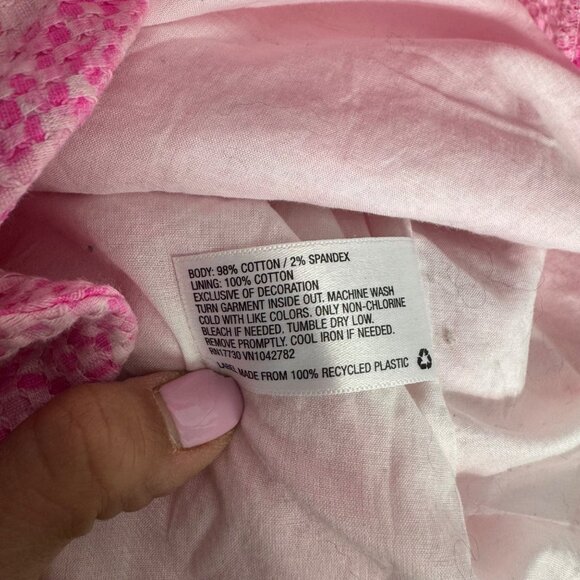 BODY: 98% COTTON / 2% SPANDEX
LINING: 100% COTTON
EXCLUSIVE OF DECORATION
TURN GARMENT INSIDE OUT. MACHINE WASH
COLD WITH LIKE COLORS. ONLY NON-CHLORINE
BLEACH IF NEEDED. TUMBLE DRY LOW.
REMOVE PROMPTLY. COOL IRON IF NEEDED.
RN17730 VN1042782
LABEL MADE FROM 100% RECYCLED PLASTIC